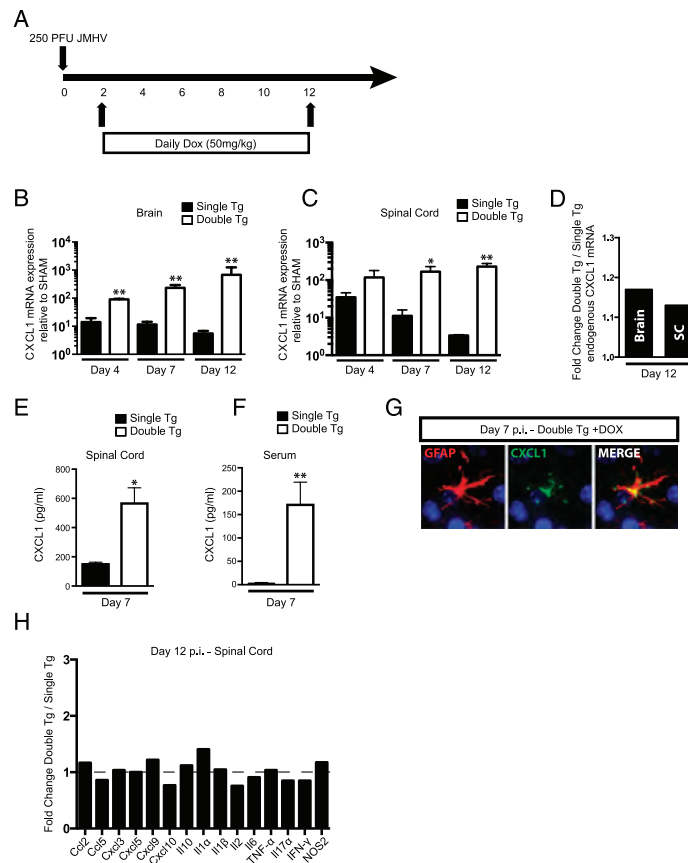 A
250 PFU JMHV
0 2 4 6 8 10 12
Daily Dox (50mg/kg)
B
Brain
Single Tg
Double Tg
CXCL1 mRNA expression
relative to SHAM
10⁴
10³
10²
10¹
10⁰
** ** **
Day 4 Day 7 Day 12
C
Spinal Cord
Single Tg
Double Tg
CXCL1 mRNA expression
relative to SHAM
10³
10²
10¹
10⁰
* **
Day 4 Day 7 Day 12
D
Fold Change Double Tg / Single Tg
endogenous CXCL1 mRNA
1.3
1.2
1.1
1.0
Brain
SC
Day 12
E
Single Tg
Double Tg
Spinal Cord
CXCL1 (pg/ml)
800
600
400
200
0
*
Day 7
F
Single Tg
Double Tg
Serum
CXCL1 (pg/ml)
250
200
150
100
50
0
**
Day 7
G
Day 7 p.i. – Double Tg +DOX
GFAP CXCL1 MERGE
H
Day 12 p.i. – Spinal Cord
Fold Change Double Tg / Single Tg
3
2
1
0
Ccl2 Ccl5 Cxcl3 Cxcl5 Cxcl9 Cxcl10 Il10 Il1α Il1β Il2 Il6 TNF-α Il17α IFN-γ NOS2